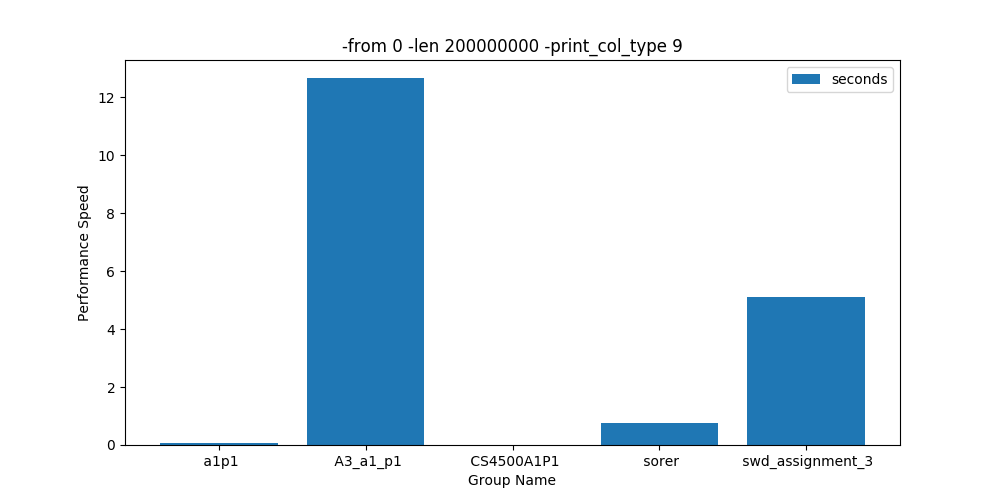 -from 0 -len 200000000 -print_col_type 9
seconds
Performance Speed
12
10
8
6
4
2
0
a1p1 A3_a1_p1 CS4500A1P1 sorer swd_assignment_3
Group Name